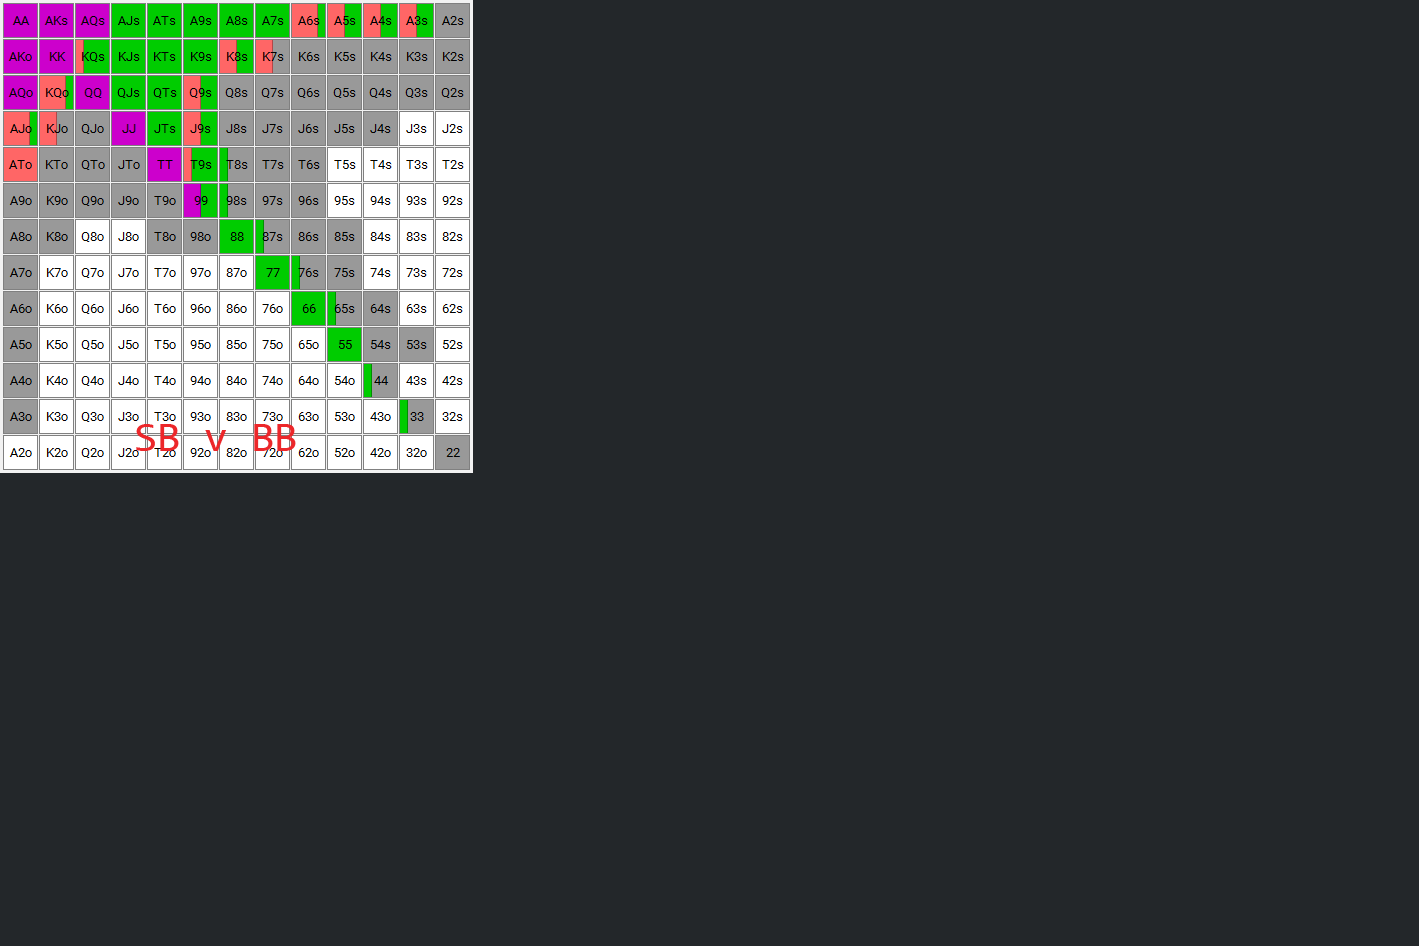 AA AKs AQs AJs ATs A9s A8s A7s A6s A5s A4s A3s A2s
AKo KK KQs KJs KTs K9s K8s K7s K6s K5s K4s K3s K2s
AQo KQo QQ QJs QTs Q9s Q8s Q7s Q6s Q5s Q4s Q3s Q2s
AJo KJo QJo JJ JTs J9s J8s J7s J6s J5s J4s J3s J2s
ATo KTo QTo JTo TT T9s T8s T7s T6s T5s T4s T3s T2s
A9o K9o Q9o J9o T9o 99 98s 97s 96s 95s 94s 93s 92s
A8o K8o Q8o J8o T8o 98o 88 87s 86s 85s 84s 83s 82s
A7o K7o Q7o J7o T7o 97o 87o 77 76s 75s 74s 73s 72s
A6o K6o Q6o J6o T6o 96o 86o 76o 66 65s 64s 63s 62s
A5o K5o Q5o J5o T5o 95o 85o 75o 65o 55 54s 53s 52s
A4o K4o Q4o J4o T4o 94o 84o 74o 64o 54o 44 43s 42s
A3o K3o Q3o J3o T3o 93o 83o 73o 63o 53o 43o 33 32s
SB v BB
A2o K2o Q2o J2o T2o 92o 82o 72o 62o 52o 42o 32o 22